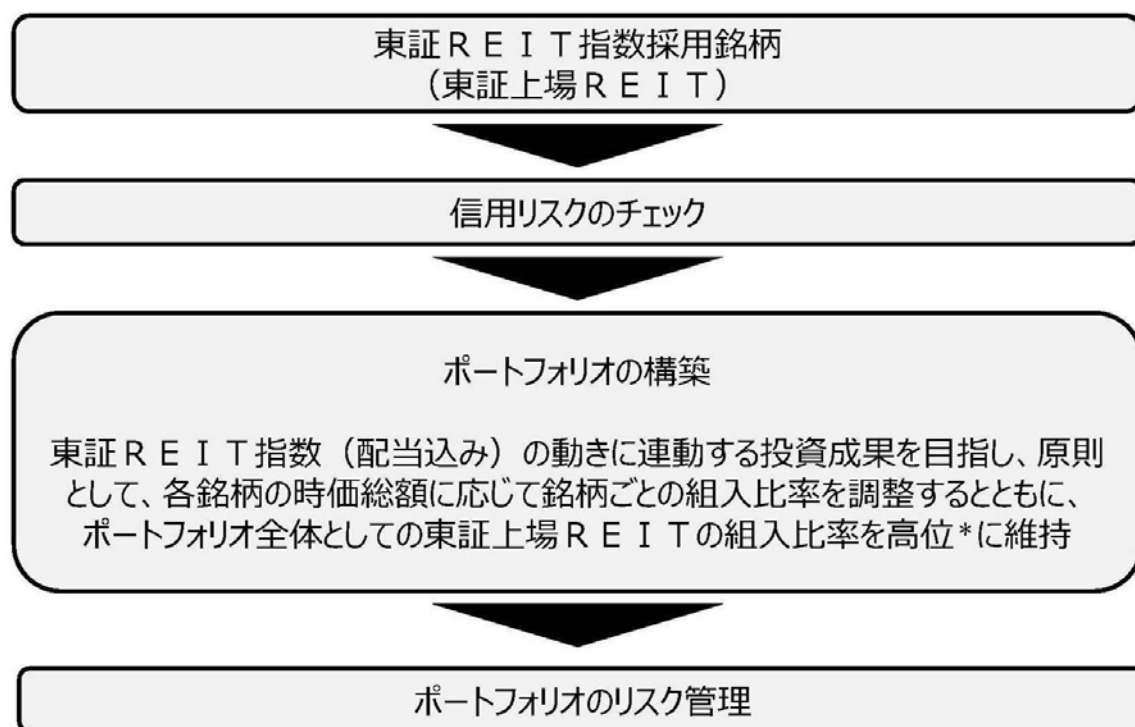 東証ＲＥＩＴ指数採用銘柄
（東証上場ＲＥＩＴ）
信用リスクのチェック
ポートフォリオの構築
東証ＲＥＩＴ指数（配当込み）の動きに連動する投資成果を目指し、原則
として、各銘柄の時価総額に応じて銘柄ごとの組入比率を調整するとともに、
ポートフォリオ全体としての東証上場ＲＥＩＴの組入比率を高位*に維持
ポートフォリオのリスク管理